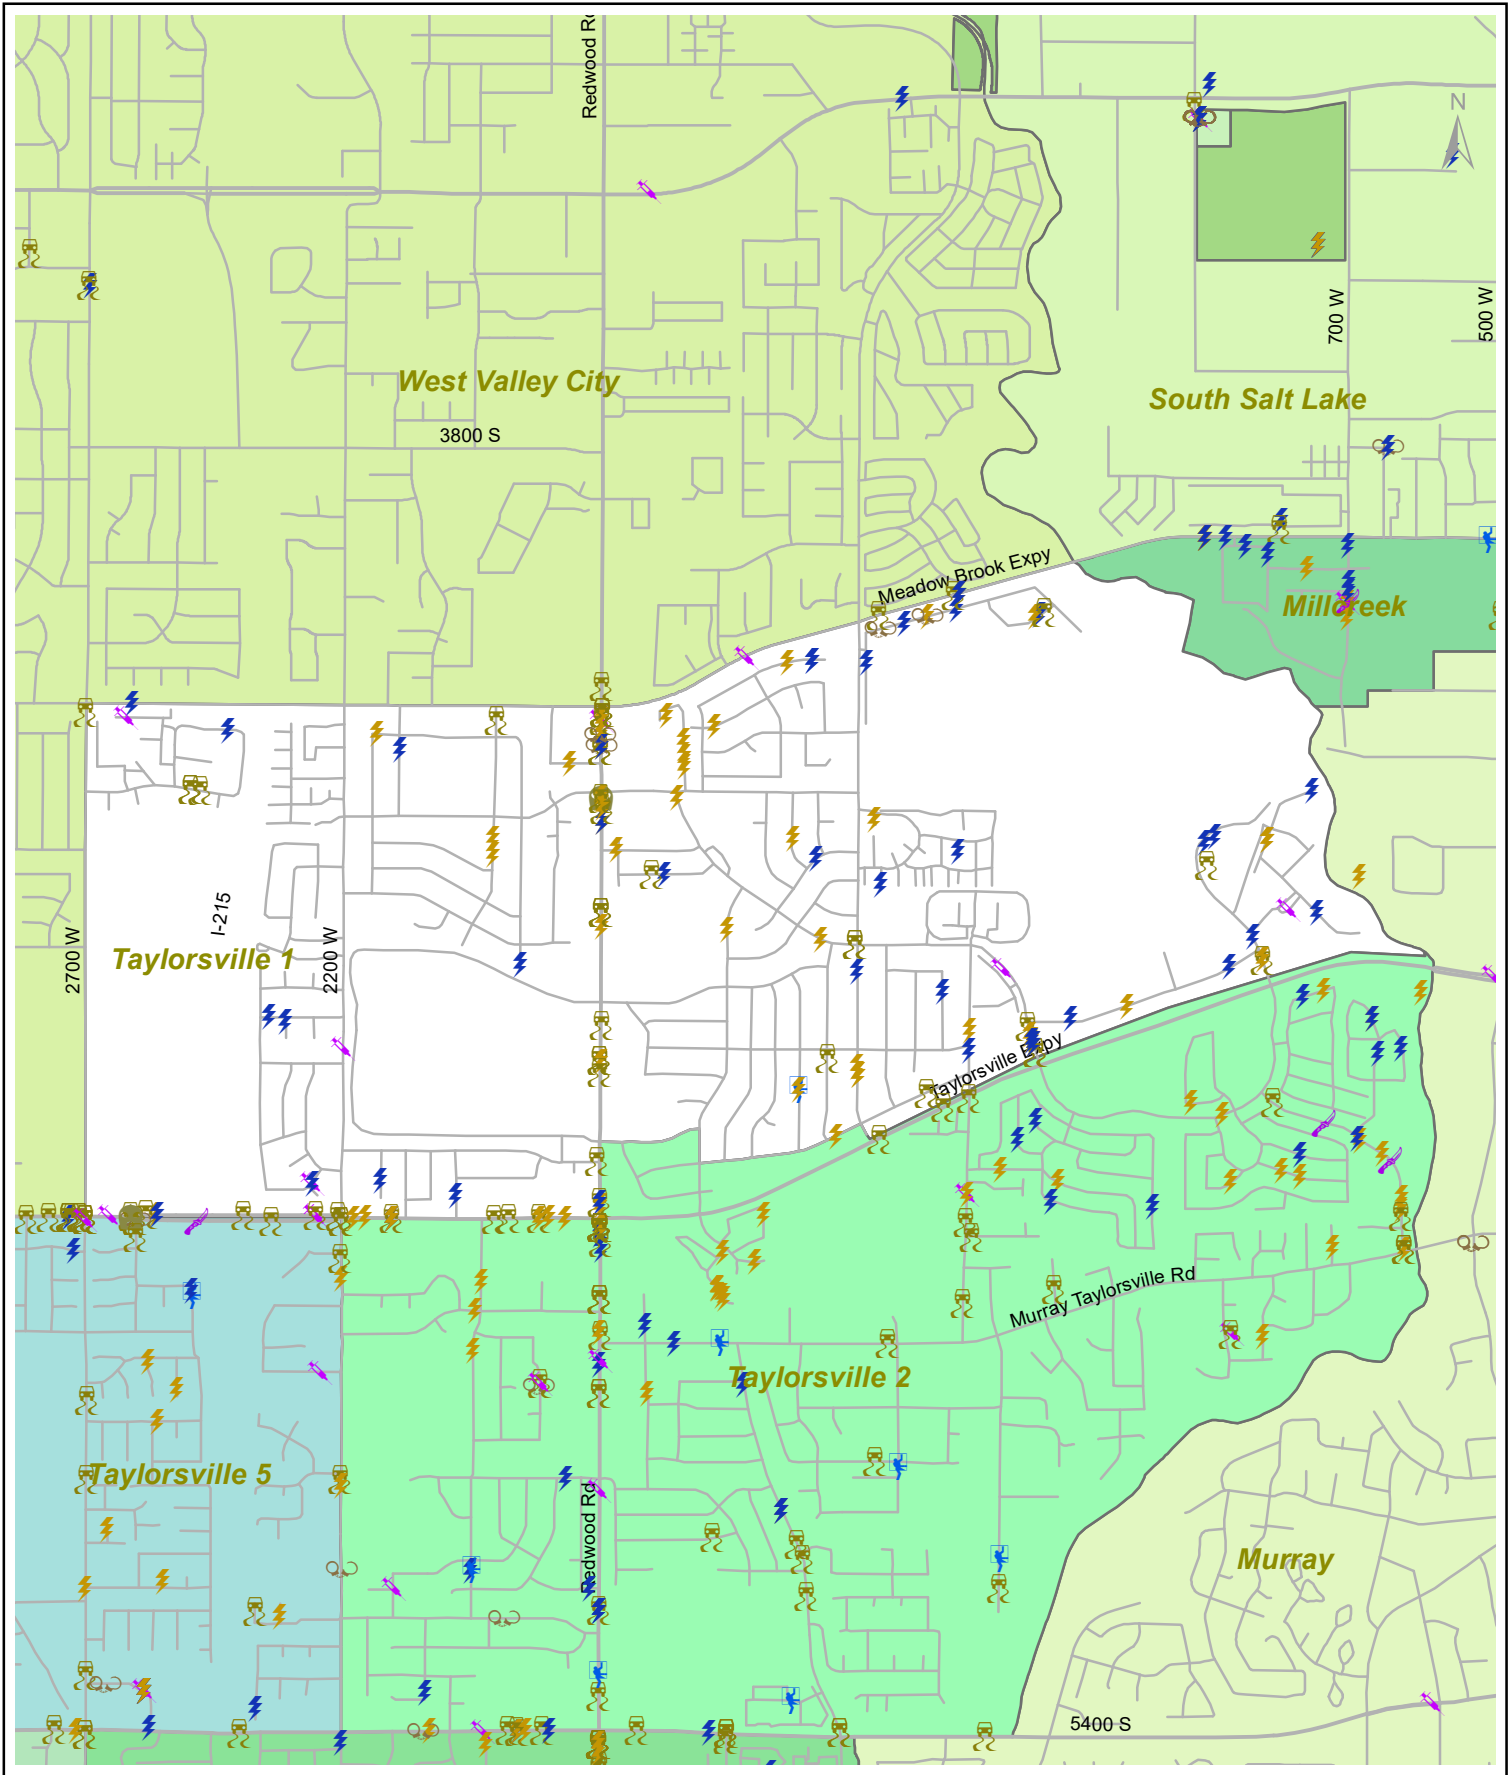 Redwood Rd
N
700 W
500 W
West Valley City
South Salt Lake
3800 S
Meadow Brook Expy
Millcreek
I-215
2700 W
Taylorsville 1
2200 W
Taylorsville Expy
Murray Taylorsville Rd
Taylorsville 2
Taylorsville 5
Redwood Rd
Murray
5400 S